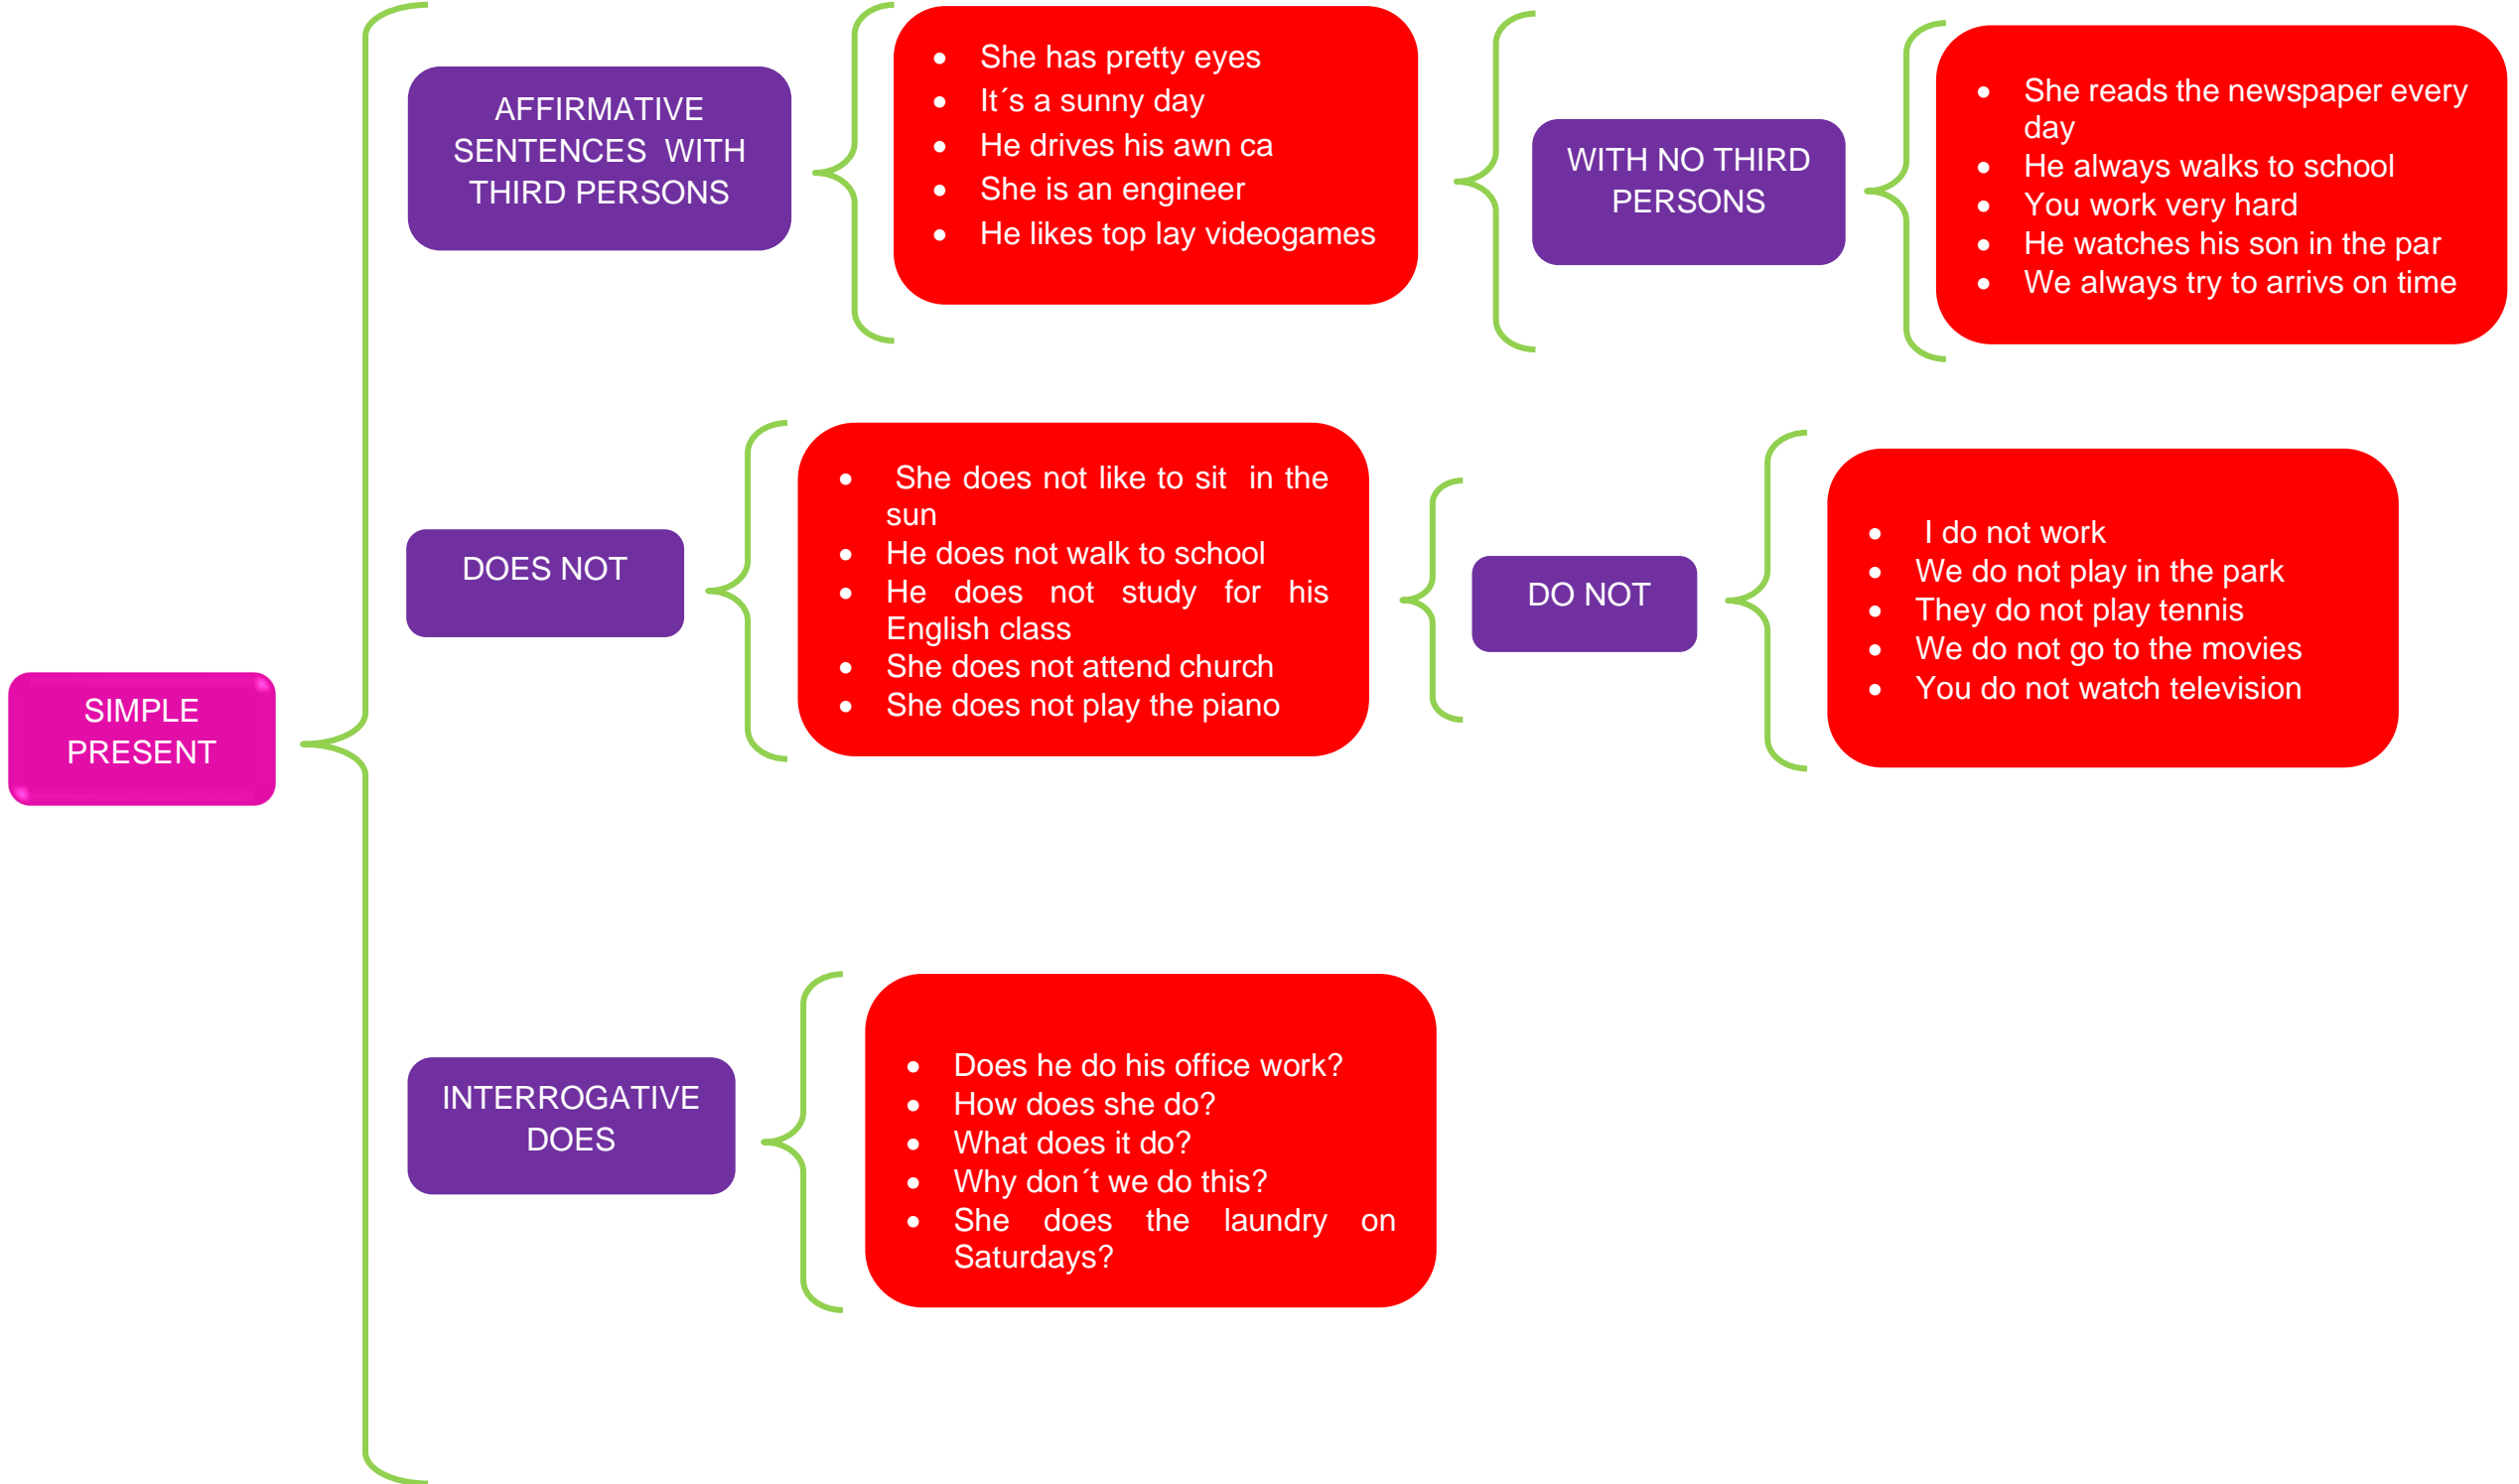 SIMPLE
PRESENT
AFFIRMATIVE
SENTENCES WITH
THIRD PERSONS
• She has pretty eyes
• It´s a sunny day
• He drives his awn ca
• She is an engineer
• He likes top lay videogames
WITH NO THIRD
PERSONS
• She reads the newspaper every
day
• He always walks to school
• You work very hard
• He watches his son in the par
• We always try to arrivs on time
DOES NOT
• She does not like to sit in the
sun
• He does not walk to school
• He does not study for his
English class
• She does not attend church
• She does not play the piano
DO NOT
• I do not work
• We do not play in the park
• They do not play tennis
• We do not go to the movies
• You do not watch television
INTERROGATIVE
DOES
• Does he do his office work?
• How does she do?
• What does it do?
• Why don´t we do this?
• She does the laundry on
Saturdays?